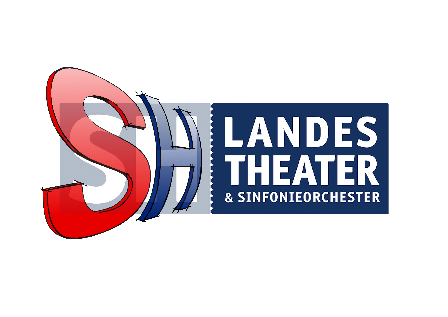 SH
LANDES
THEATER
& SINFONIEORCHESTER